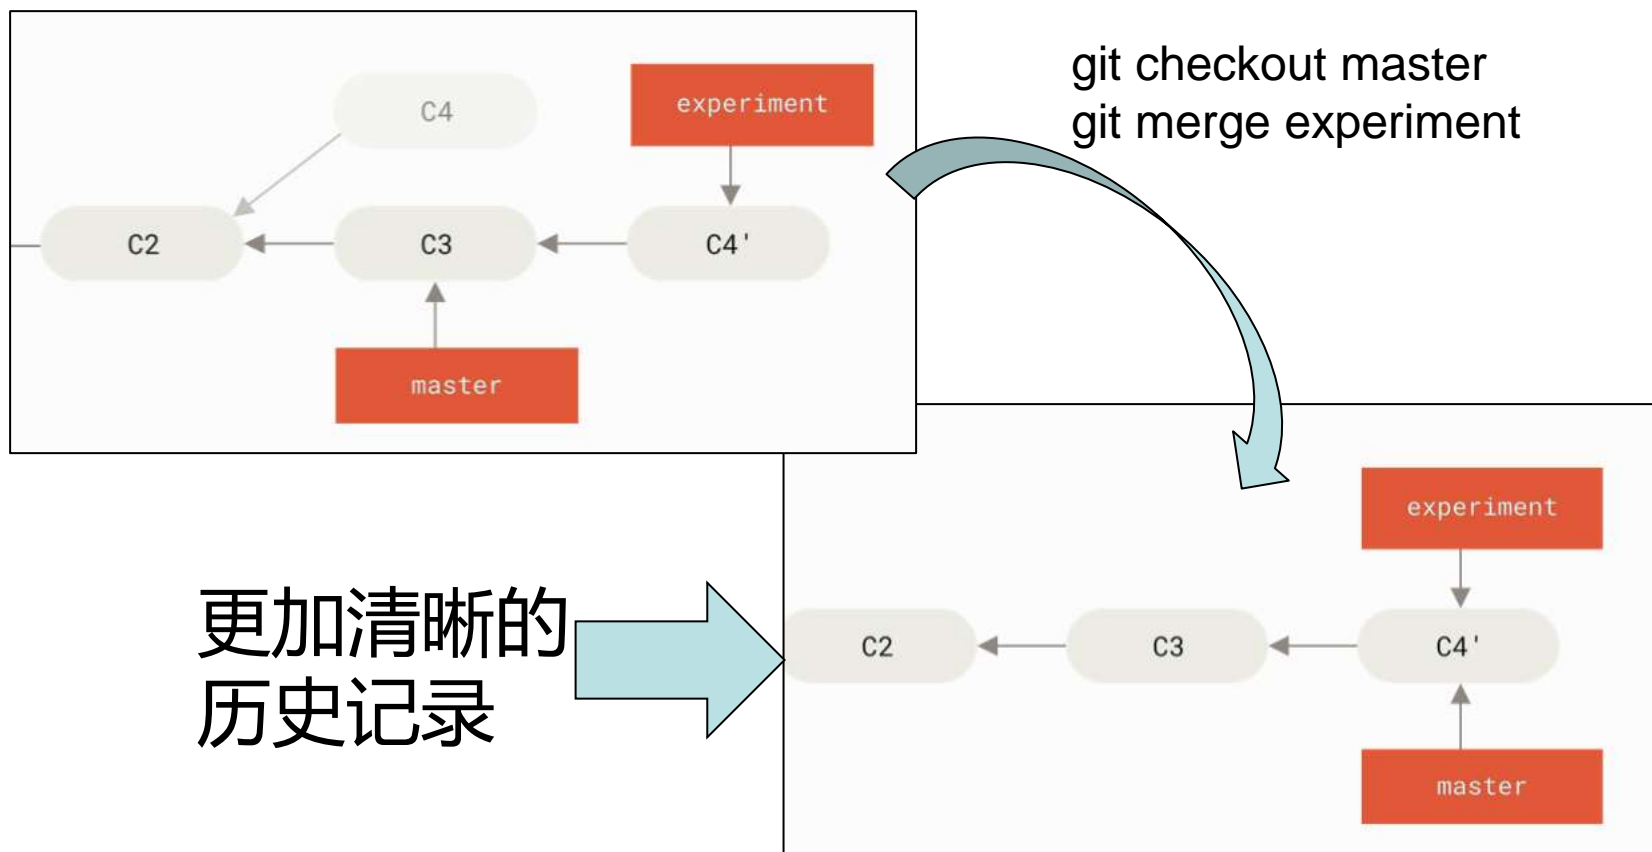 C4
experiment
C2
C3
C4'
master
git checkout master
git merge experiment
更加清晰的
历史记录
experiment
C2
C3
C4'
master